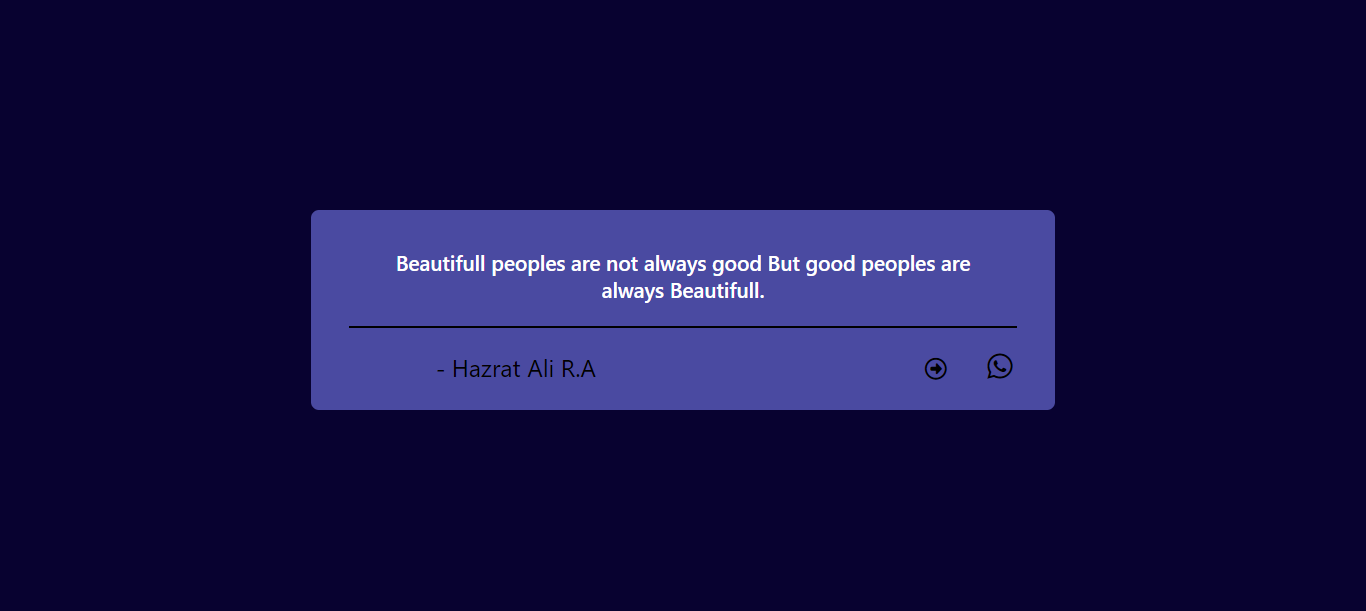 Beautifull peoples are not always good But good peoples are
always Beautifull.
- Hazrat Ali R.A